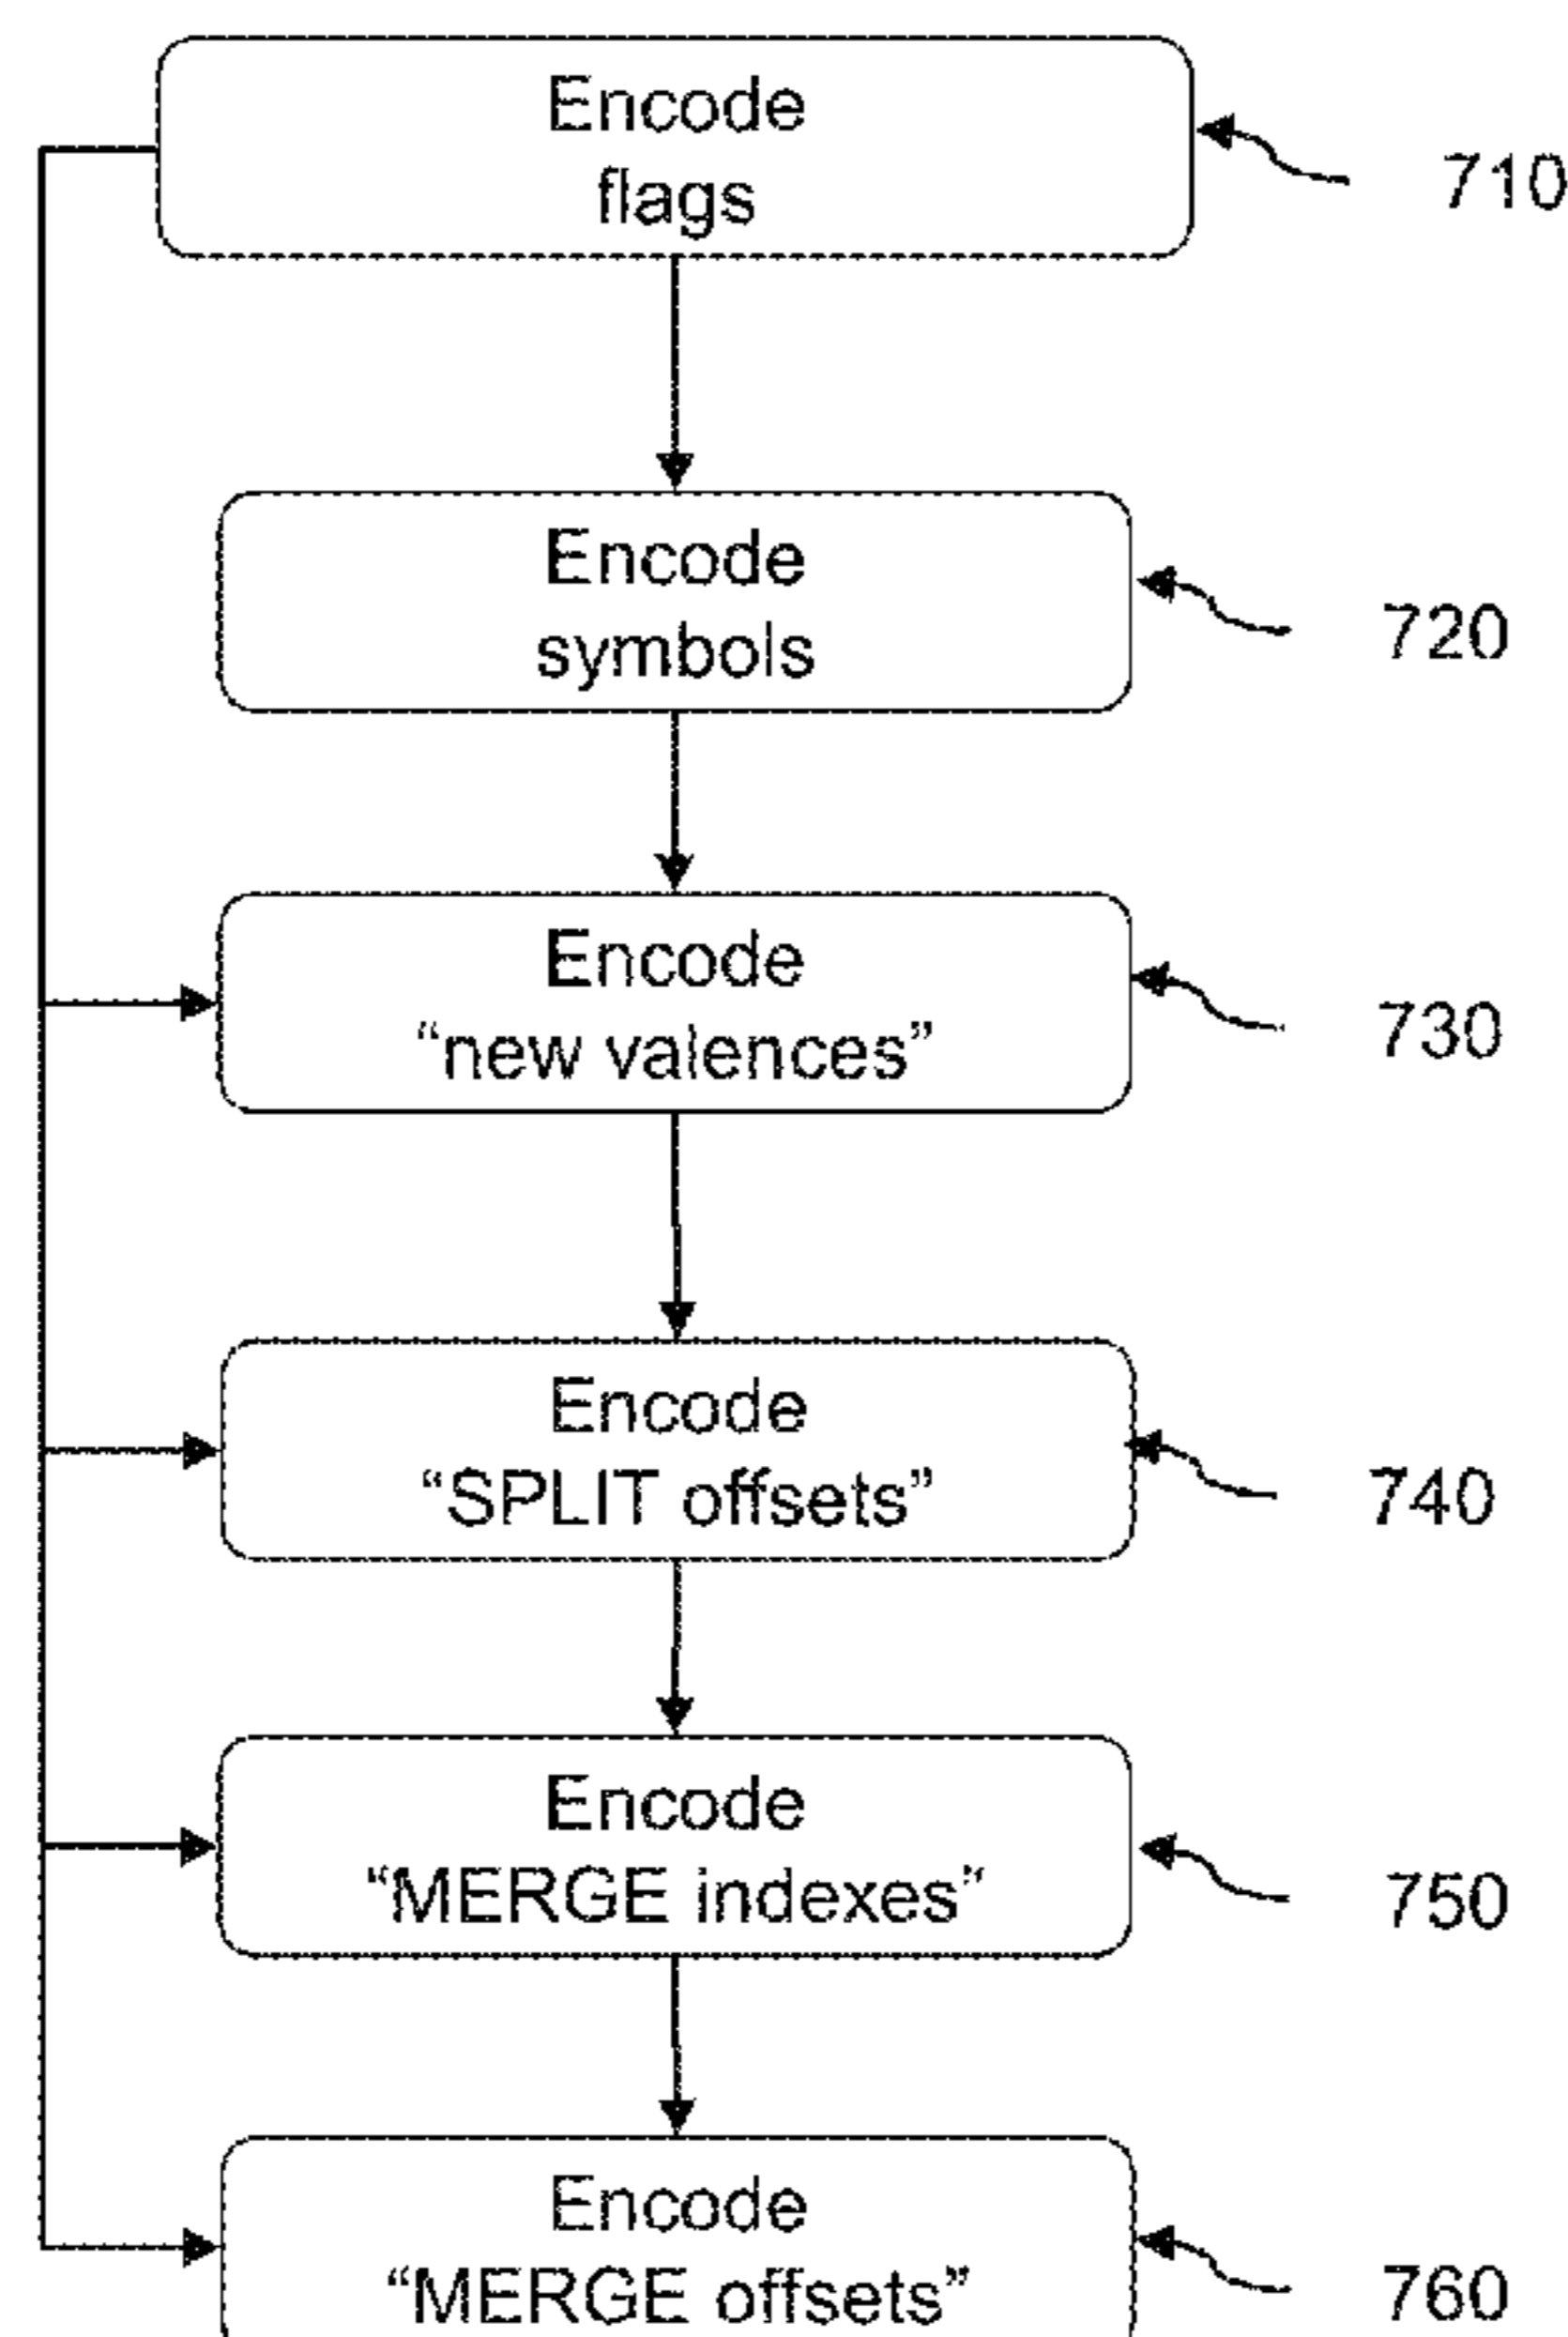 Encode
flags
710
Encode
symbols
720
Encode
“new valences”
730
Encode
“SPLIT offsets”
740
Encode
“MERGE indexes”
750
Encode
“MERGE offsets”
760